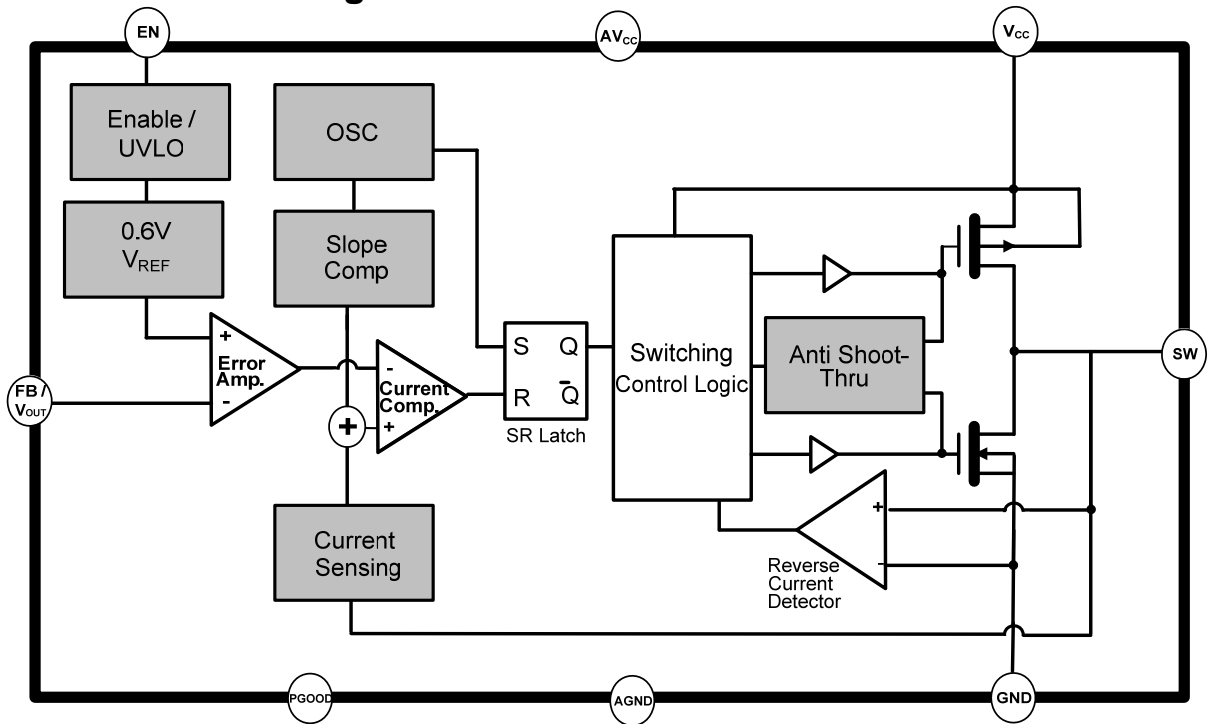 EN
AVCC
VCC
Enable /
UVLO
OSC
0.6V
VREF
Slope
Comp
+
Error
Amp.
-
-
Current
Comp.
+
+
S Q
R Q̄
SR Latch
Switching
Control Logic
Anti Shoot-
Thru
SW
FB /
VOUT
Current
Sensing
+
-
Reverse
Current
Detector
PGOOD
AGND
GND